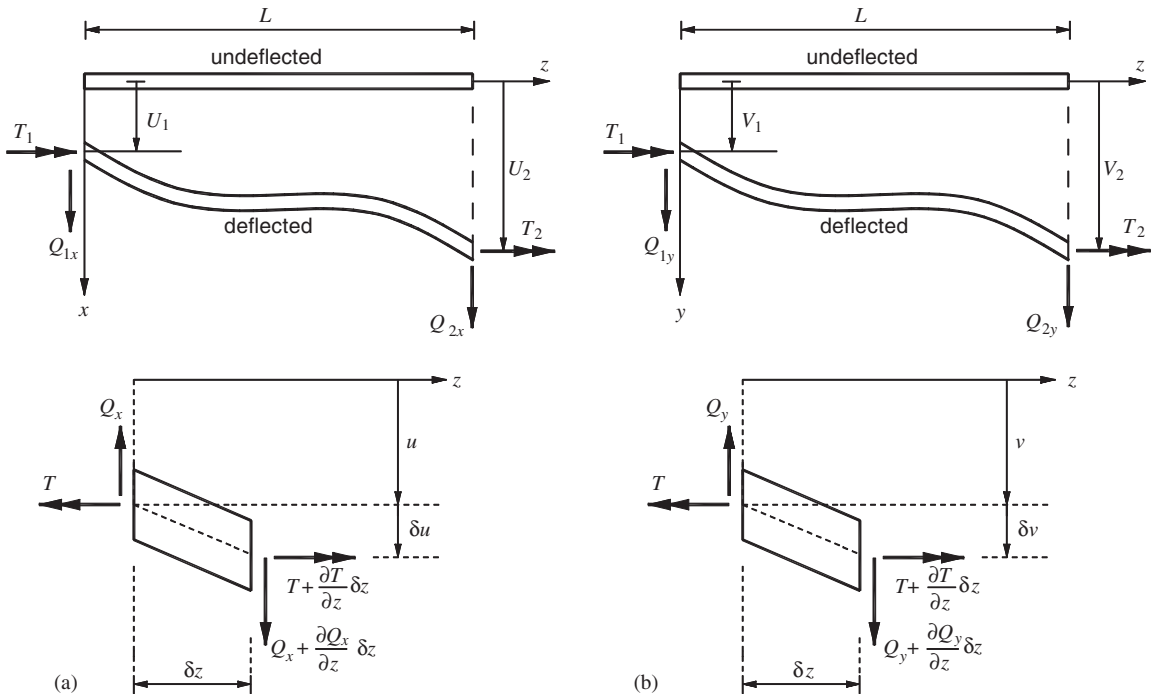 L
undeflected
z
U₁
T₁
U₂
deflected
T₂
Q₁ₓ
x
Q₂ₓ
L
undeflected
z
V₁
T₁
V₂
deflected
T₂
Q₁y
y
Q₂y
z
Qₓ
u
T
δu
T + ∂T/∂z δz
Qₓ + ∂Qₓ/∂z δz
δz
(a)
z
Qy
v
T
δv
T + ∂T/∂z δz
Qy + ∂Qy/∂z δz
δz
(b)